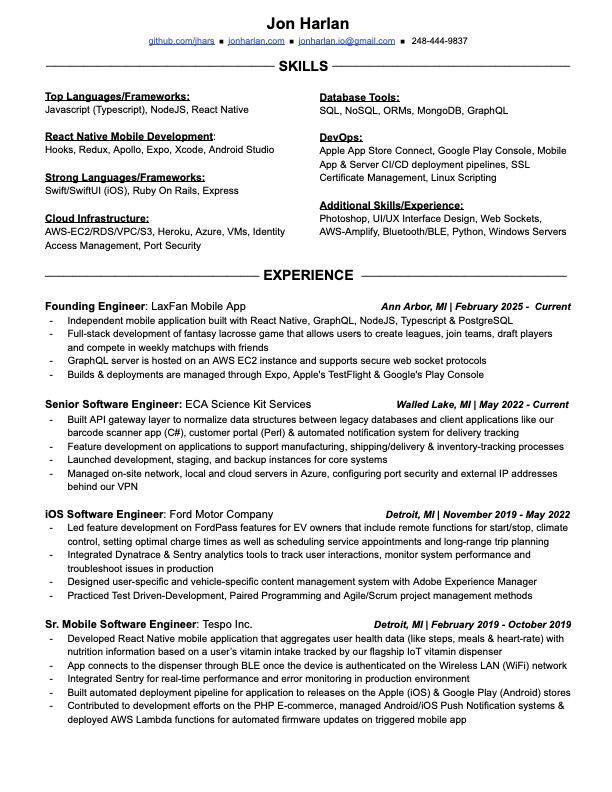 Jon Harlan
github.com/jhars ■ jonharlan.com ■ jonharlan.io@gmail.com ■ 248-444-9837
SKILLS
Top Languages/Frameworks:
Javascript (Typescript), NodeJS, React Native
React Native Mobile Development:
Hooks, Redux, Apollo, Expo, Xcode, Android Studio
Strong Languages/Frameworks:
Swift/SwiftUI (iOS), Ruby On Rails, Express
Cloud Infrastructure:
AWS-EC2/RDS/VPC/S3, Heroku, Azure, VMs, Identity
Access Management, Port Security
Database Tools:
SQL, NoSQL, ORMs, MongoDB, GraphQL
DevOps:
Apple App Store Connect, Google Play Console, Mobile
App & Server CI/CD deployment pipelines, SSL
Certificate Management, Linux Scripting
Additional Skills/Experience:
Photoshop, UI/UX Interface Design, Web Sockets,
AWS-Amplify, Bluetooth/BLE, Python, Windows Servers
EXPERIENCE
Founding Engineer: LaxFan Mobile App Ann Arbor, MI | February 2025 - Current
- Independent mobile application built with React Native, GraphQL, NodeJS, Typescript & PostgreSQL
- Full-stack development of fantasy lacrosse game that allows users to create leagues, join teams, draft players
and compete in weekly matchups with friends
- GraphQL server is hosted on an AWS EC2 instance and supports secure web socket protocols
- Builds & deployments are managed through Expo, Apple's TestFlight & Google's Play Console
Senior Software Engineer: ECA Science Kit Services Walled Lake, MI | May 2022 - Current
- Built API gateway layer to normalize data structures between legacy databases and client applications like our
barcode scanner app (C#), customer portal (Perl) & automated notification system for delivery tracking
- Feature development on applications to support manufacturing, shipping/delivery & inventory-tracking processes
- Launched development, staging, and backup instances for core systems
- Managed on-site network, local and cloud servers in Azure, configuring port security and external IP addresses
behind our VPN
iOS Software Engineer: Ford Motor Company Detroit, MI | November 2019 - May 2022
- Led feature development on FordPass features for EV owners that include remote functions for start/stop, climate
control, setting optimal charge times as well as scheduling service appointments and long-range trip planning
- Integrated Dynatrace & Sentry analytics tools to track user interactions, monitor system performance and
troubleshoot issues in production
- Designed user-specific and vehicle-specific content management system with Adobe Experience Manager
- Practiced Test Driven-Development, Paired Programming and Agile/Scrum project management methods
Sr. Mobile Software Engineer: Tespo Inc. Detroit, MI | February 2019 - October 2019
- Developed React Native mobile application that aggregates user health data (like steps, meals & heart-rate) with
nutrition information based on a user's vitamin intake tracked by our flagship IoT vitamin dispenser
- App connects to the dispenser through BLE once the device is authenticated on the Wireless LAN (WiFi) network
- Integrated Sentry for real-time performance and error monitoring in production environment
- Built automated deployment pipeline for application to releases on the Apple (iOS) & Google Play (Android) stores
- Contributed to development efforts on the PHP E-commerce, managed Android/iOS Push Notification systems &
deployed AWS Lambda functions for automated firmware updates on triggered mobile app